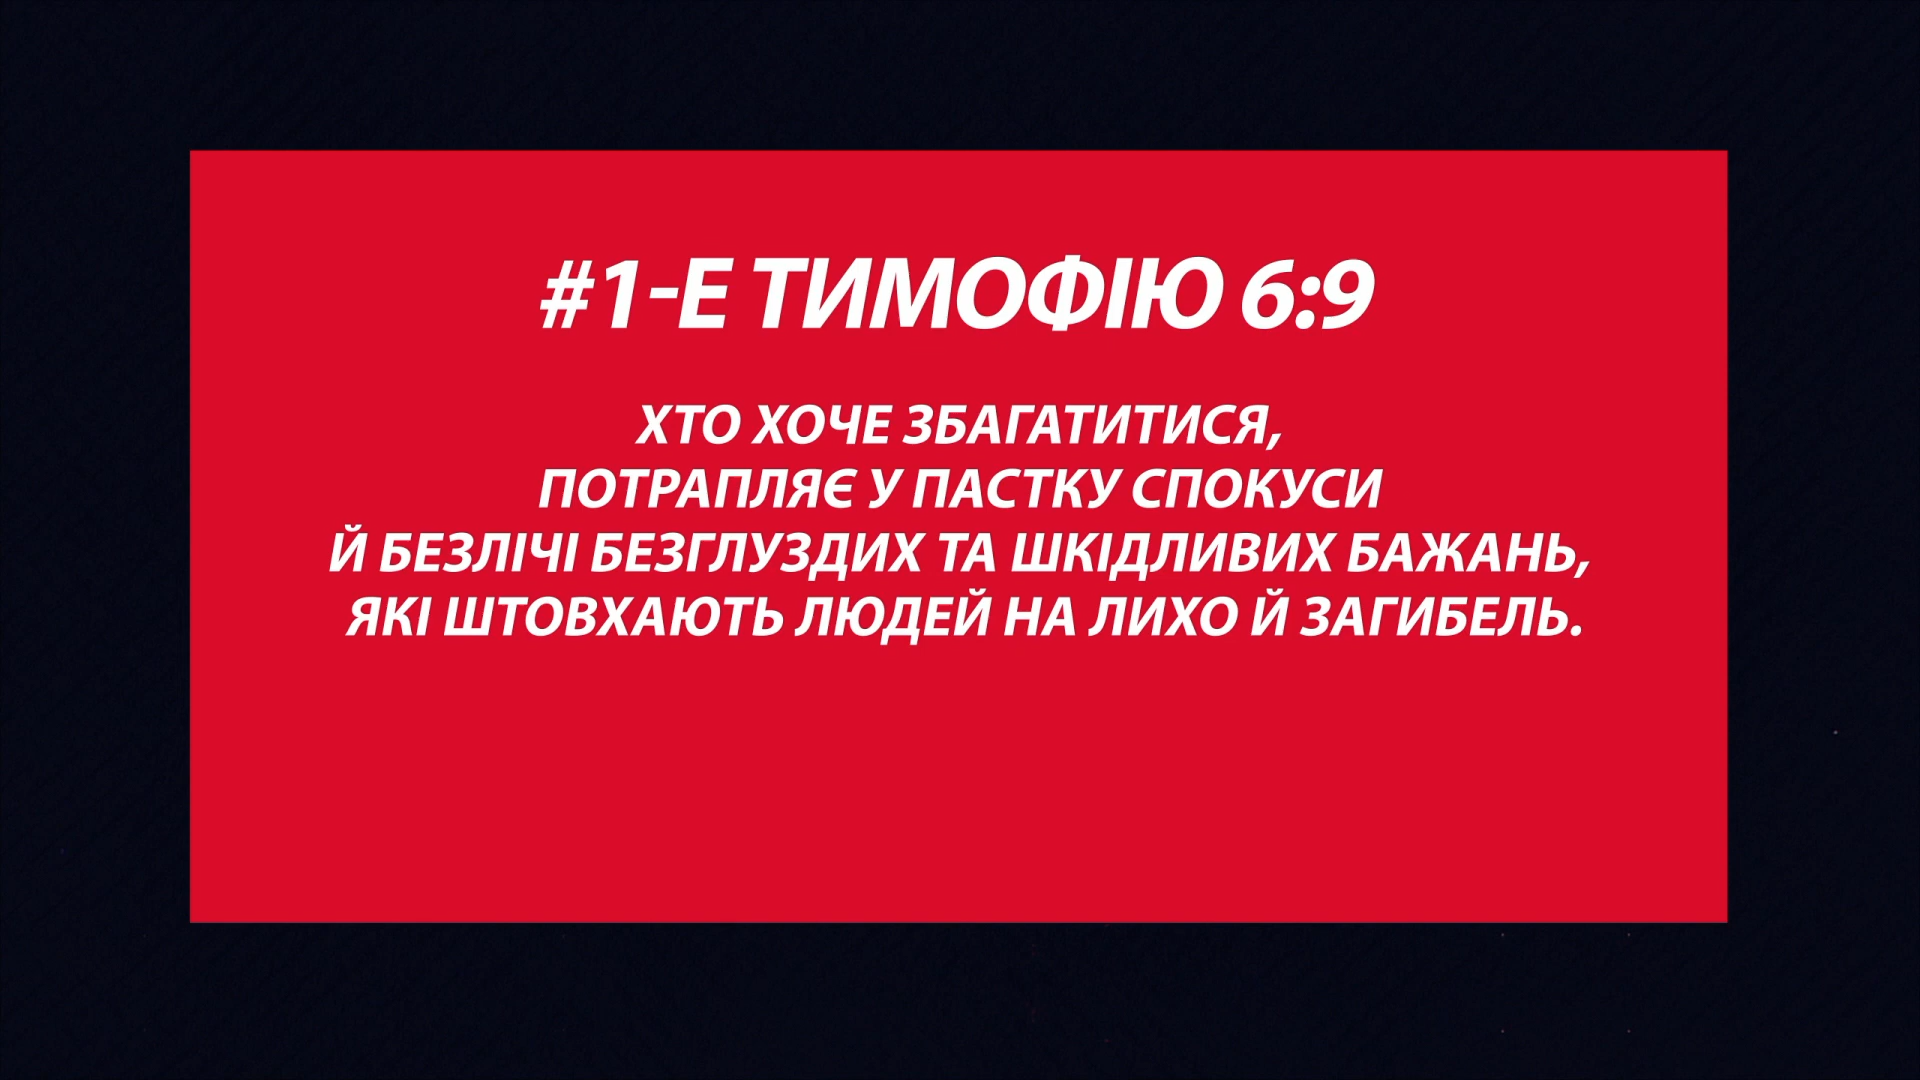 #1-Е ТИМОФІЮ 6:9
ХТО ХОЧЕ ЗБАГАТИТИСЯ,
ПОТРАПЛЯЄ У ПАСТКУ СПОКУСИ
Й БЕЗЛІЧІ БЕЗГЛУЗДИХ ТА ШКІДЛИВИХ БАЖАНЬ,
ЯКІ ШТОВХАЮТЬ ЛЮДЕЙ НА ЛИХО Й ЗАГИБЕЛЬ.